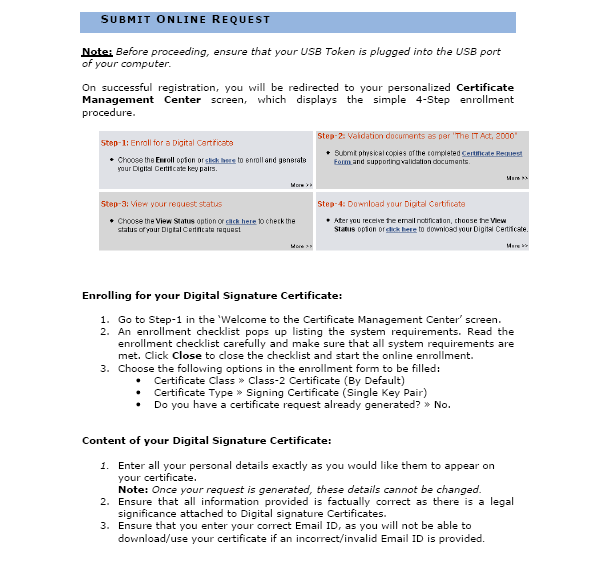 SUBMIT ONLINE REQUEST
Note: Before proceeding, ensure that your USB Token is plugged into the USB port
of your computer.
On successful registration, you will be redirected to your personalized Certificate
Management Center screen, which displays the simple 4-Step enrollment
procedure.
Step-1: Enroll for a Digital Certificate
• Choose the Enroll option or click here to enroll and generate
your Digital Certificate key pairs.
More >>
Step-2: Validation documents as per "The IT Act, 2000"
• Submit physical copies of the completed Certificate Request
Form and supporting validation documents.
More >>
Step-3: View your request status
• Choose the View Status option or click here to check the
status of your Digital Certificate request.
More >>
Step-4: Download your Digital Certificate
• After you receive the email notification, choose the View
Status option or click here to download your Digital Certificate.
More >>
Enrolling for your Digital Signature Certificate:
1. Go to Step-1 in the ‘Welcome to the Certificate Management Center’ screen.
2. An enrollment checklist pops up listing the system requirements. Read the
enrollment checklist carefully and make sure that all system requirements are
met. Click Close to close the checklist and start the online enrollment.
3. Choose the following options in the enrollment form to be filled:
• Certificate Class » Class-2 Certificate (By Default)
• Certificate Type » Signing Certificate (Single Key Pair)
• Do you have a certificate request already generated? » No.
Content of your Digital Signature Certificate:
1. Enter all your personal details exactly as you would like them to appear on
your certificate.
Note: Once your request is generated, these details cannot be changed.
2. Ensure that all information provided is factually correct as there is a legal
significance attached to Digital signature Certificates.
3. Ensure that you enter your correct Email ID, as you will not be able to
download/use your certificate if an incorrect/invalid Email ID is provided.